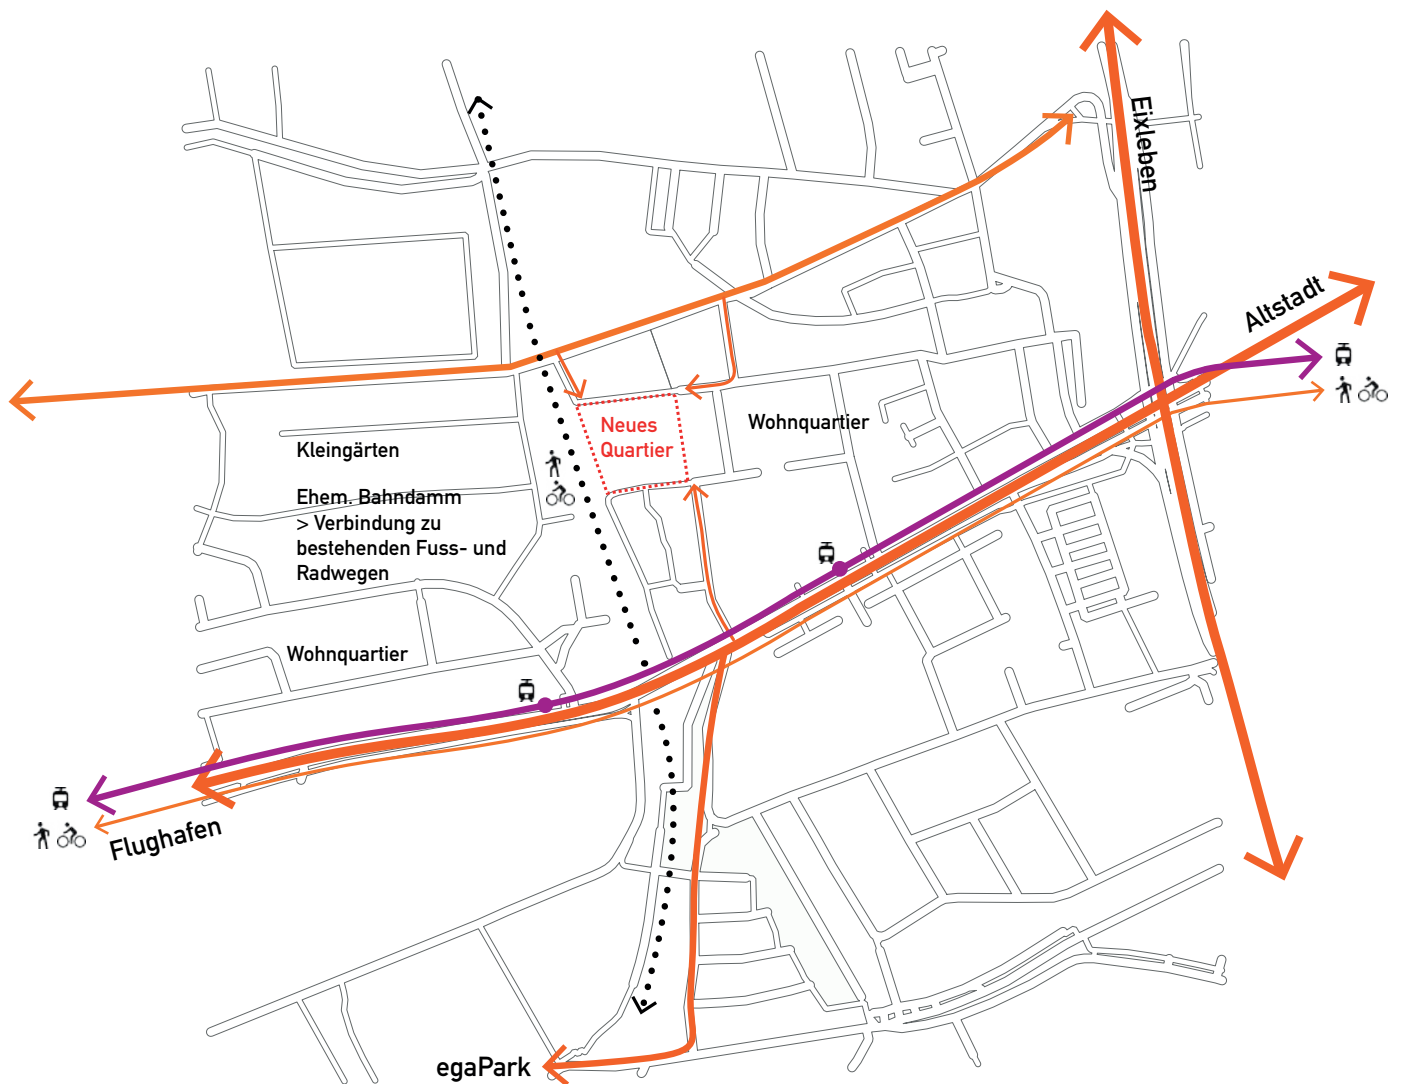 Eixleben
Altstadt
Neues
Quartier
Wohnquartier
Kleingärten
Ehem. Bahndamm
> Verbindung zu
bestehenden Fuss- und
Radwegen
Wohnquartier
Flughafen
egaPark